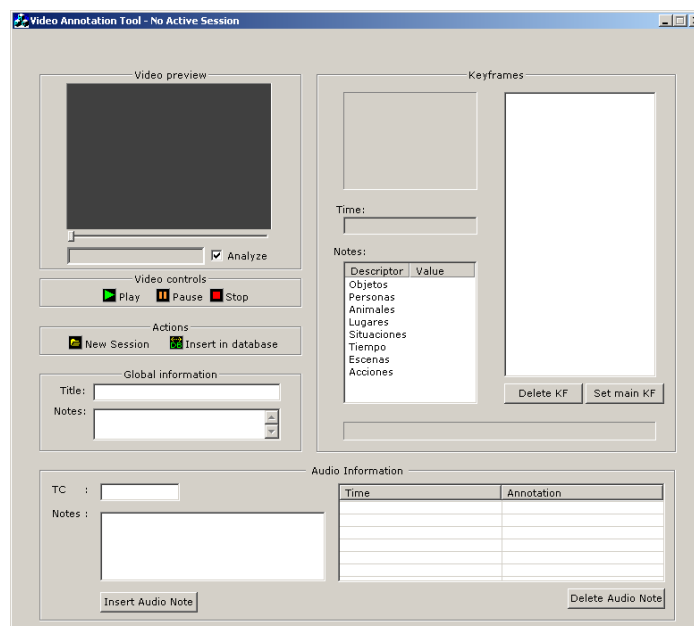 Video Annotation Tool - No Active Session
Video preview
Analyze
Video controls
Play Pause Stop
Actions
New Session Insert in database
Global information
Title:
Notes:
Keyframes
Time:
Notes:
Descriptor Value
Objetos
Personas
Animales
Lugares
Situaciones
Tiempo
Escenas
Acciones
Delete KF Set main KF
Audio Information
TC :
Notes :
Insert Audio Note
Time Annotation
Delete Audio Note